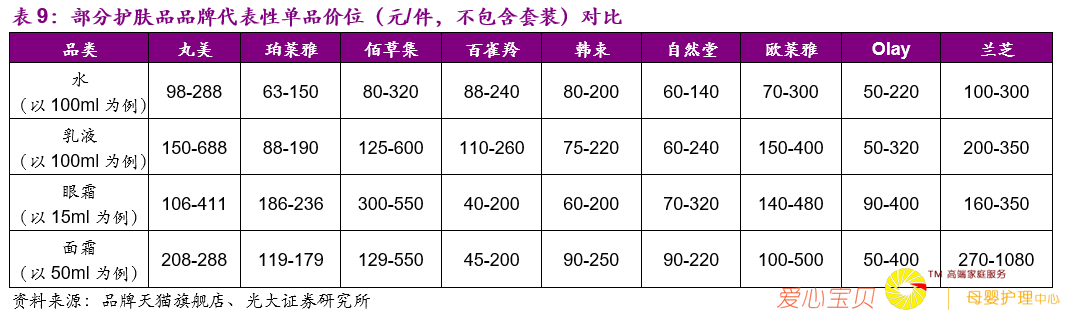 表 9：部分护肤品品牌代表性单品价位（元/件，不包含套装）对比
品类 丸美 珀莱雅 佰草集 百雀羚 韩束 自然堂 欧莱雅 Olay 兰芝
水
（以 100ml 为例） 98-288 63-150 80-320 88-240 80-200 60-140 70-300 50-220 100-300
乳液
（以 100ml 为例） 150-688 88-190 125-600 110-260 75-220 60-240 150-400 50-320 200-350
眼霜
（以 15ml 为例） 106-411 186-236 300-550 40-200 60-200 70-320 140-480 90-400 160-350
面霜
（以 50ml 为例） 208-288 119-179 129-550 45-200 90-250 90-220 100-500 50-400 270-1080
资料来源：品牌天猫旗舰店、光大证券研究所
TM 高端家庭服务
爱心宝贝 母婴护理中心